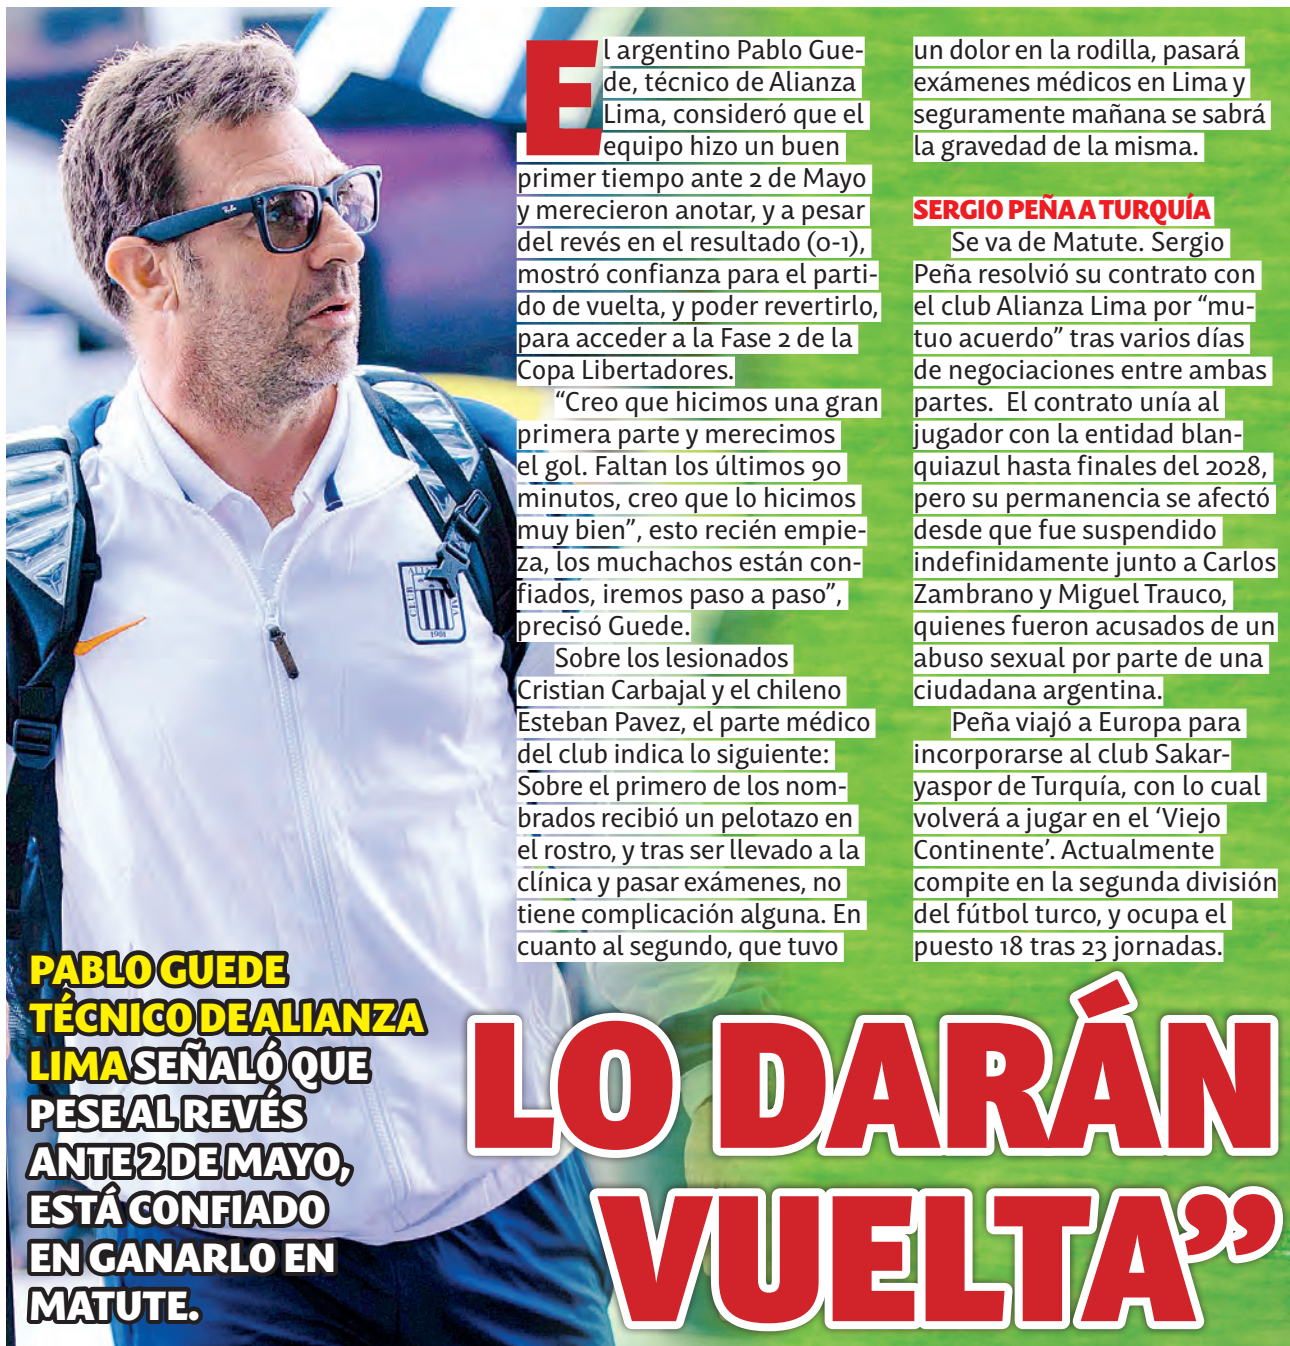 El argentino Pablo Gue-
de, técnico de Alianza
Lima, consideró que el
equipo hizo un buen
primer tiempo ante 2 de Mayo
y merecieron anotar, y a pesar
del revés en el resultado (0-1),
mostró confianza para el parti-
do de vuelta, y poder revertirlo,
para acceder a la Fase 2 de la
Copa Libertadores.
“Creo que hicimos una gran
primera parte y merecimos
el gol. Faltan los últimos 90
minutos, creo que lo hicimos
muy bien”, esto recién empie-
za, los muchachos están con-
fiados, iremos paso a paso”,
precisó Guede.
Sobre los lesionados
Cristian Carbajal y el chileno
Esteban Pavez, el parte médico
del club indica lo siguiente:
Sobre el primero de los nom-
brados recibió un pelotazo en
el rostro, y tras ser llevado a la
clínica y pasar exámenes, no
tiene complicación alguna. En
cuanto al segundo, que tuvo
un dolor en la rodilla, pasará
exámenes médicos en Lima y
seguramente mañana se sabrá
la gravedad de la misma.
SERGIO PEÑA A TURQUÍA
Se va de Matute. Sergio
Peña resolvió su contrato con
el club Alianza Lima por “mu-
tuo acuerdo” tras varios días
de negociaciones entre ambas
partes. El contrato unía al
jugador con la entidad blan-
quiazul hasta finales del 2028,
pero su permanencia se afectó
desde que fue suspendido
indefinidamente junto a Carlos
Zambrano y Miguel Trauco,
quienes fueron acusados de un
abuso sexual por parte de una
ciudadana argentina.
Peña viajó a Europa para
incorporarse al club Sakar-
yaspor de Turquía, con lo cual
volverá a jugar en el ‘Viejo
Continente’. Actualmente
compite en la segunda división
del fútbol turco, y ocupa el
puesto 18 tras 23 jornadas.
PABLO GUEDE
TÉCNICO DE ALIANZA
LIMA SEÑALÓ QUE
PESE AL REVÉS
ANTE 2 DE MAYO,
ESTÁ CONFIADO
EN GANARLO EN
MATUTE.
LO DARÁN
VUELTA”
Ray-Ban
CLUB
1901